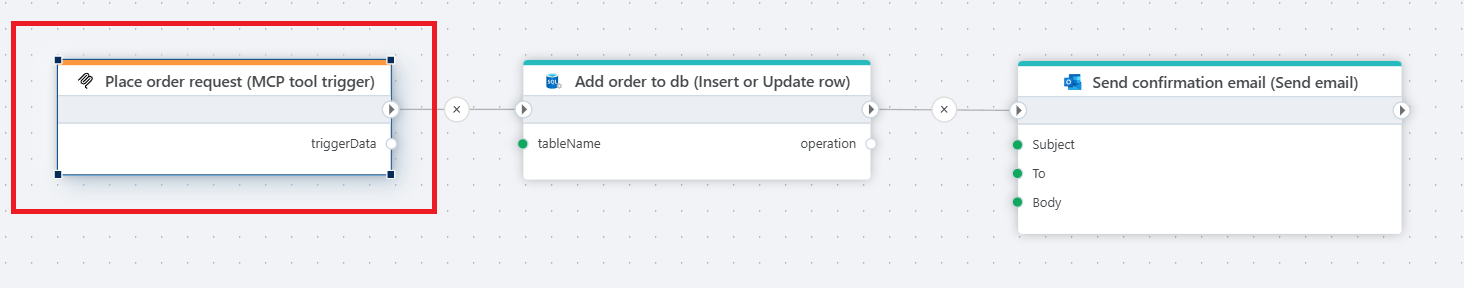 Place order request (MCP tool trigger)
triggerData
Add order to db (Insert or Update row)
tableName
operation
Send confirmation email (Send email)
Subject
To
Body